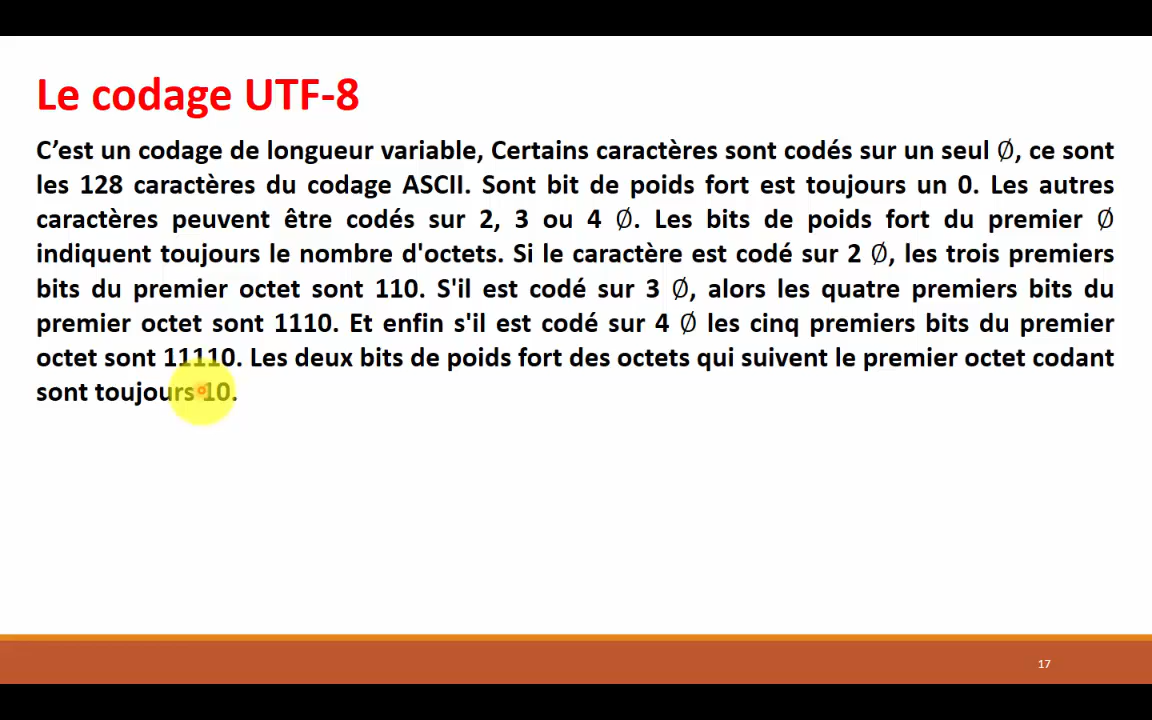 Le codage UTF-8
C’est un codage de longueur variable, Certains caractères sont codés sur un seul ∅, ce sont
les 128 caractères du codage ASCII. Sont bit de poids fort est toujours un 0. Les autres
caractères peuvent être codés sur 2, 3 ou 4 ∅. Les bits de poids fort du premier ∅
indiquent toujours le nombre d'octets. Si le caractère est codé sur 2 ∅, les trois premiers
bits du premier octet sont 110. S'il est codé sur 3 ∅, alors les quatre premiers bits du
premier octet sont 1110. Et enfin s'il est codé sur 4 ∅ les cinq premiers bits du premier
octet sont 11110. Les deux bits de poids fort des octets qui suivent le premier octet codant
sont toujours 10.
17